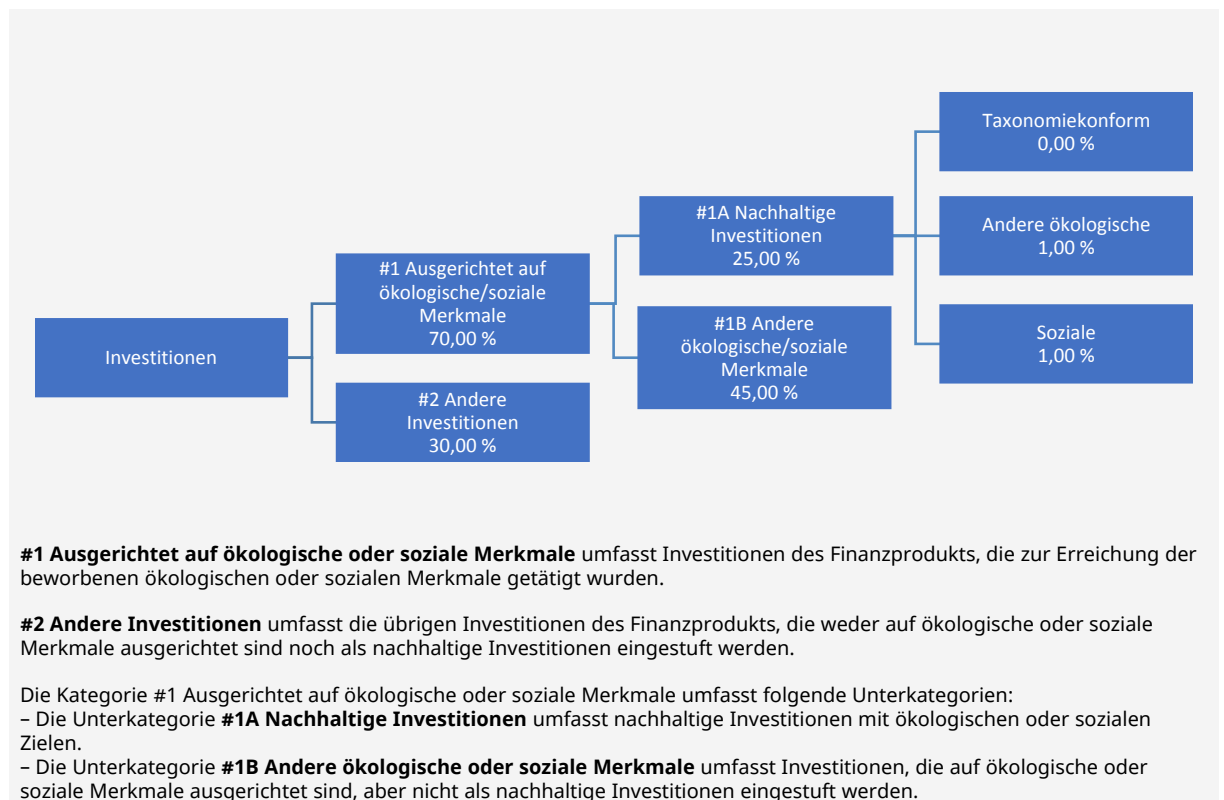 Investitionen
#1 Ausgerichtet auf
ökologische/soziale
Merkmale
70,00 %
#2 Andere
Investitionen
30,00 %
#1A Nachhaltige
Investitionen
25,00 %
#1B Andere
ökologische/soziale
Merkmale
45,00 %
Taxonomiekonform
0,00 %
Andere ökologische
1,00 %
Soziale
1,00 %
#1 Ausgerichtet auf ökologische oder soziale Merkmale umfasst Investitionen des Finanzprodukts, die zur Erreichung der
beworbenen ökologischen oder sozialen Merkmale getätigt wurden.
#2 Andere Investitionen umfasst die übrigen Investitionen des Finanzprodukts, die weder auf ökologische oder soziale
Merkmale ausgerichtet sind noch als nachhaltige Investitionen eingestuft werden.
Die Kategorie #1 Ausgerichtet auf ökologische oder soziale Merkmale umfasst folgende Unterkategorien:
– Die Unterkategorie #1A Nachhaltige Investitionen umfasst nachhaltige Investitionen mit ökologischen oder sozialen
Zielen.
– Die Unterkategorie #1B Andere ökologische oder soziale Merkmale umfasst Investitionen, die auf ökologische oder
soziale Merkmale ausgerichtet sind, aber nicht als nachhaltige Investitionen eingestuft werden.